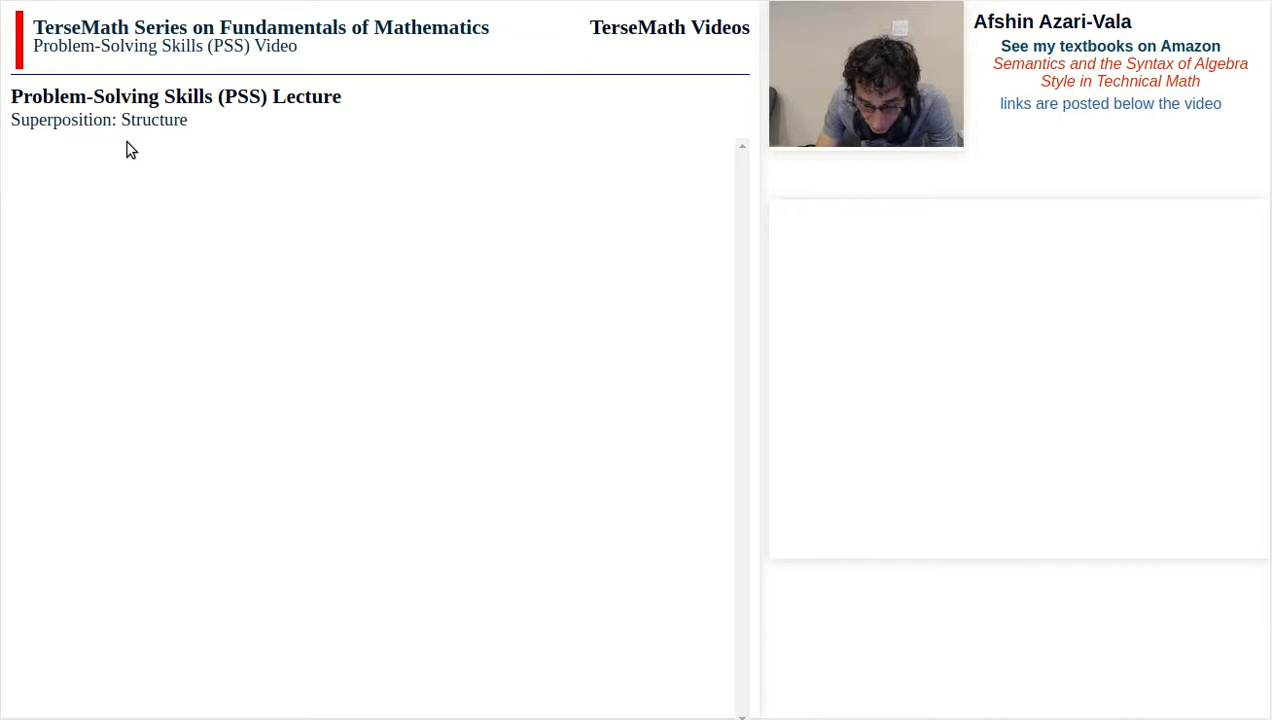 TerseMath Series on Fundamentals of Mathematics
Problem-Solving Skills (PSS) Video
TerseMath Videos
Problem-Solving Skills (PSS) Lecture
Superposition: Structure
Afshin Azari-Vala
See my textbooks on Amazon
Semantics and the Syntax of Algebra
Style in Technical Math
links are posted below the video